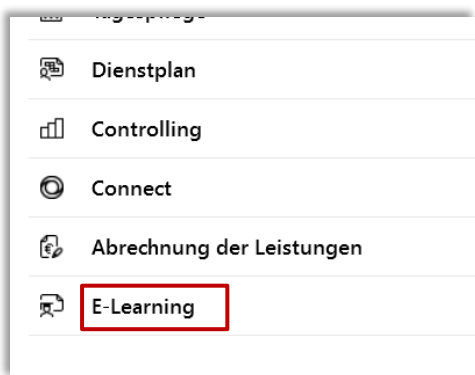 Dienstplan
Controlling
Connect
Abrechnung der Leistungen
E-Learning